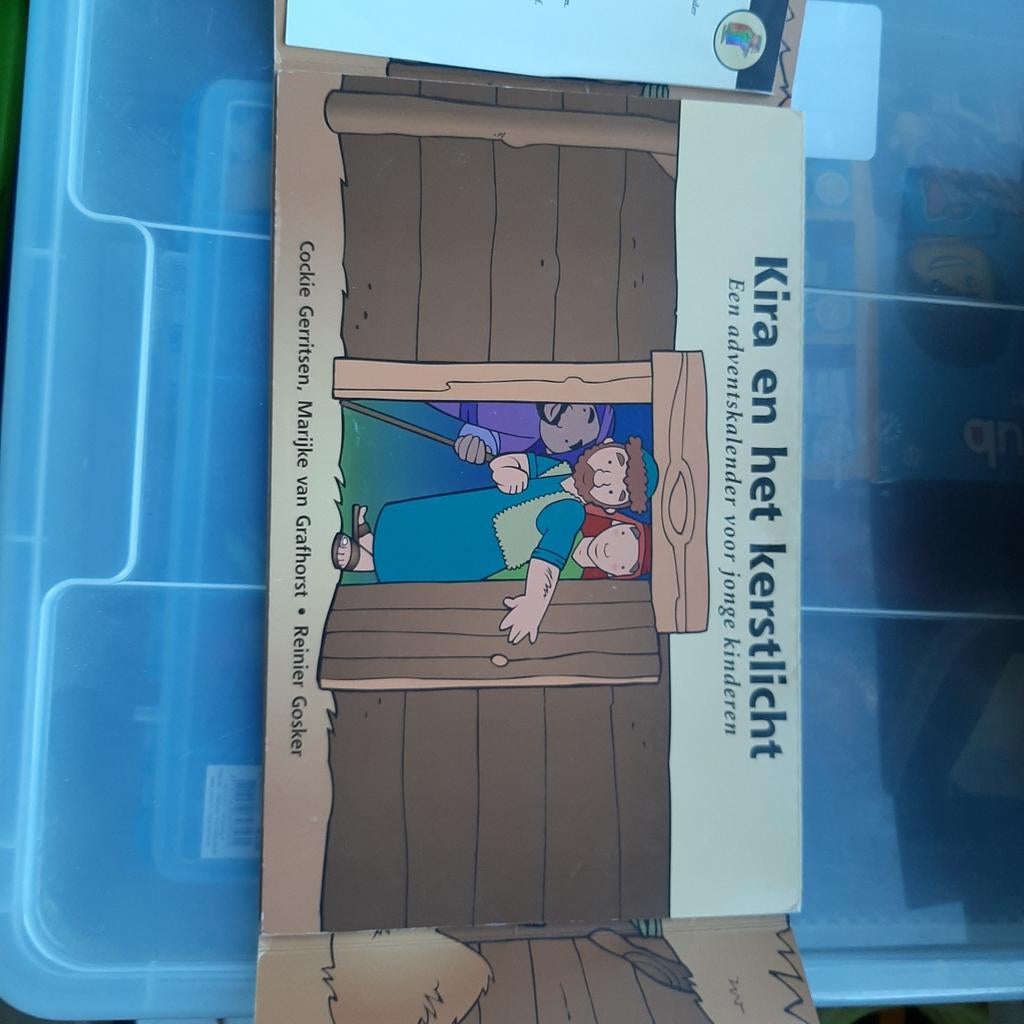 Kira en het kerstlicht
Een adventskalender voor jonge kinderen
Cockie Gerritsen, Marijke van Grafhorst • Reinier Gosker